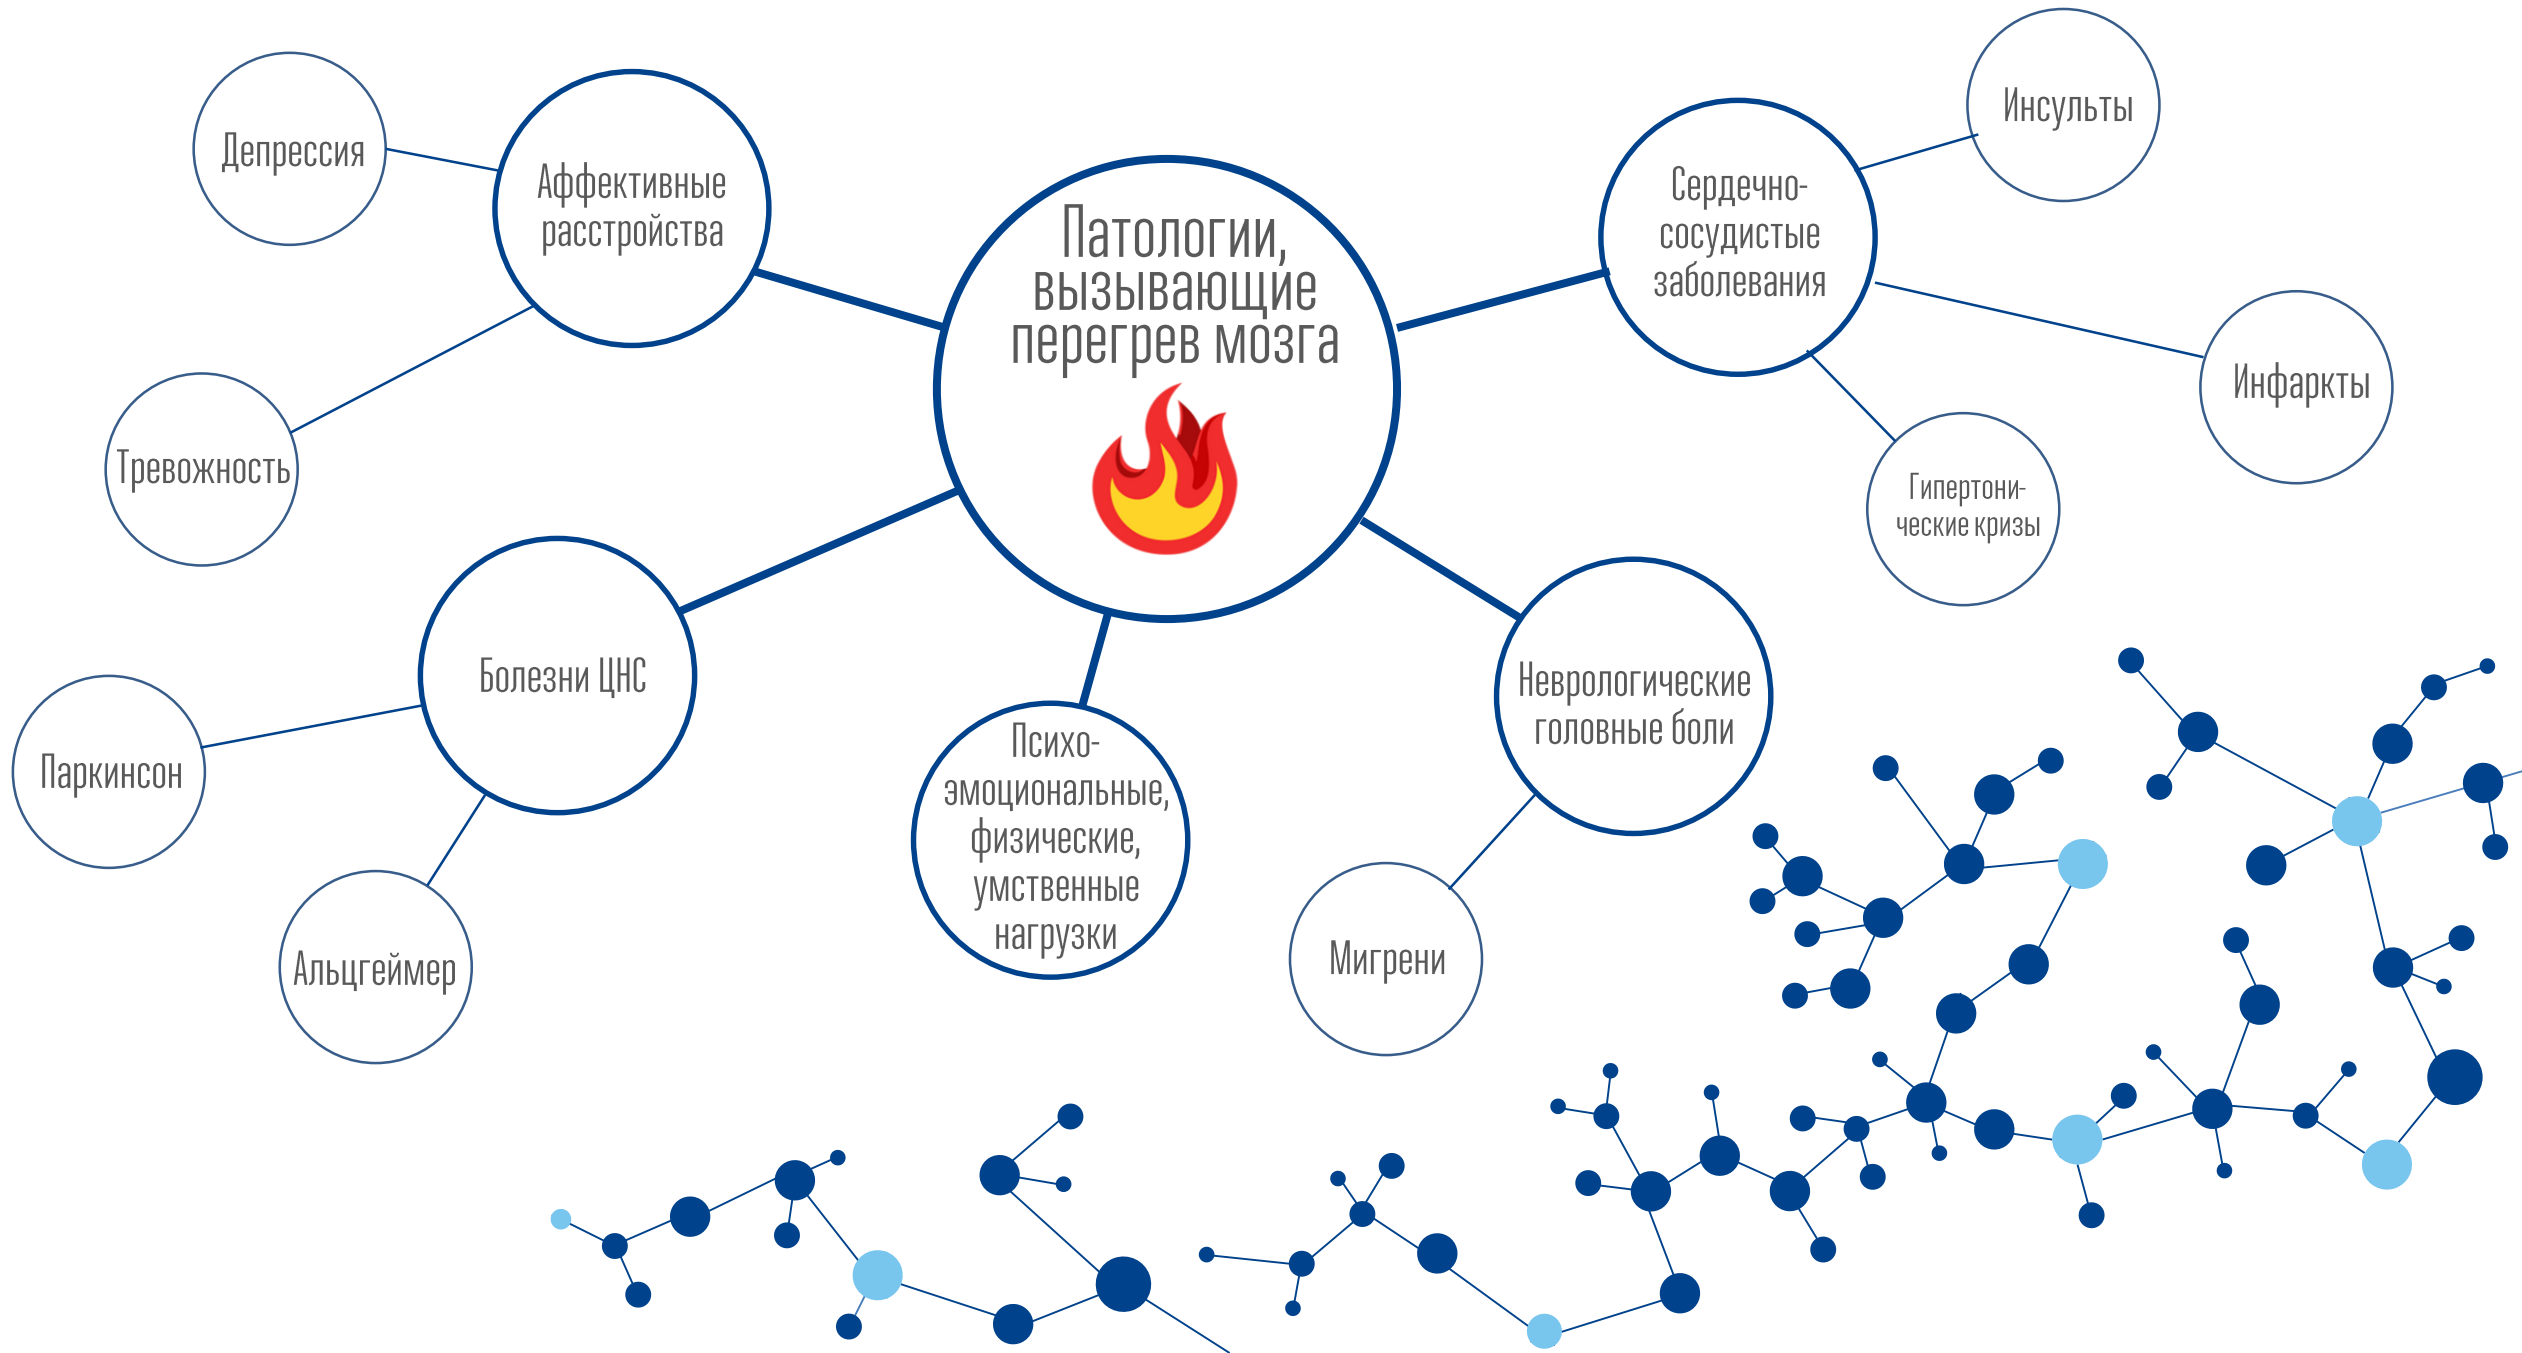 Патологии,
вызывающие
перегрев мозга
Аффективные
расстройства
Депрессия
Тревожность
Болезни ЦНС
Паркинсон
Альцгеймер
Психо-
эмоциональные,
физические,
умственные
нагрузки
Неврологические
головные боли
Мигрени
Сердечно-
сосудистые
заболевания
Инсульты
Инфаркты
Гипертони-
ческие кризы